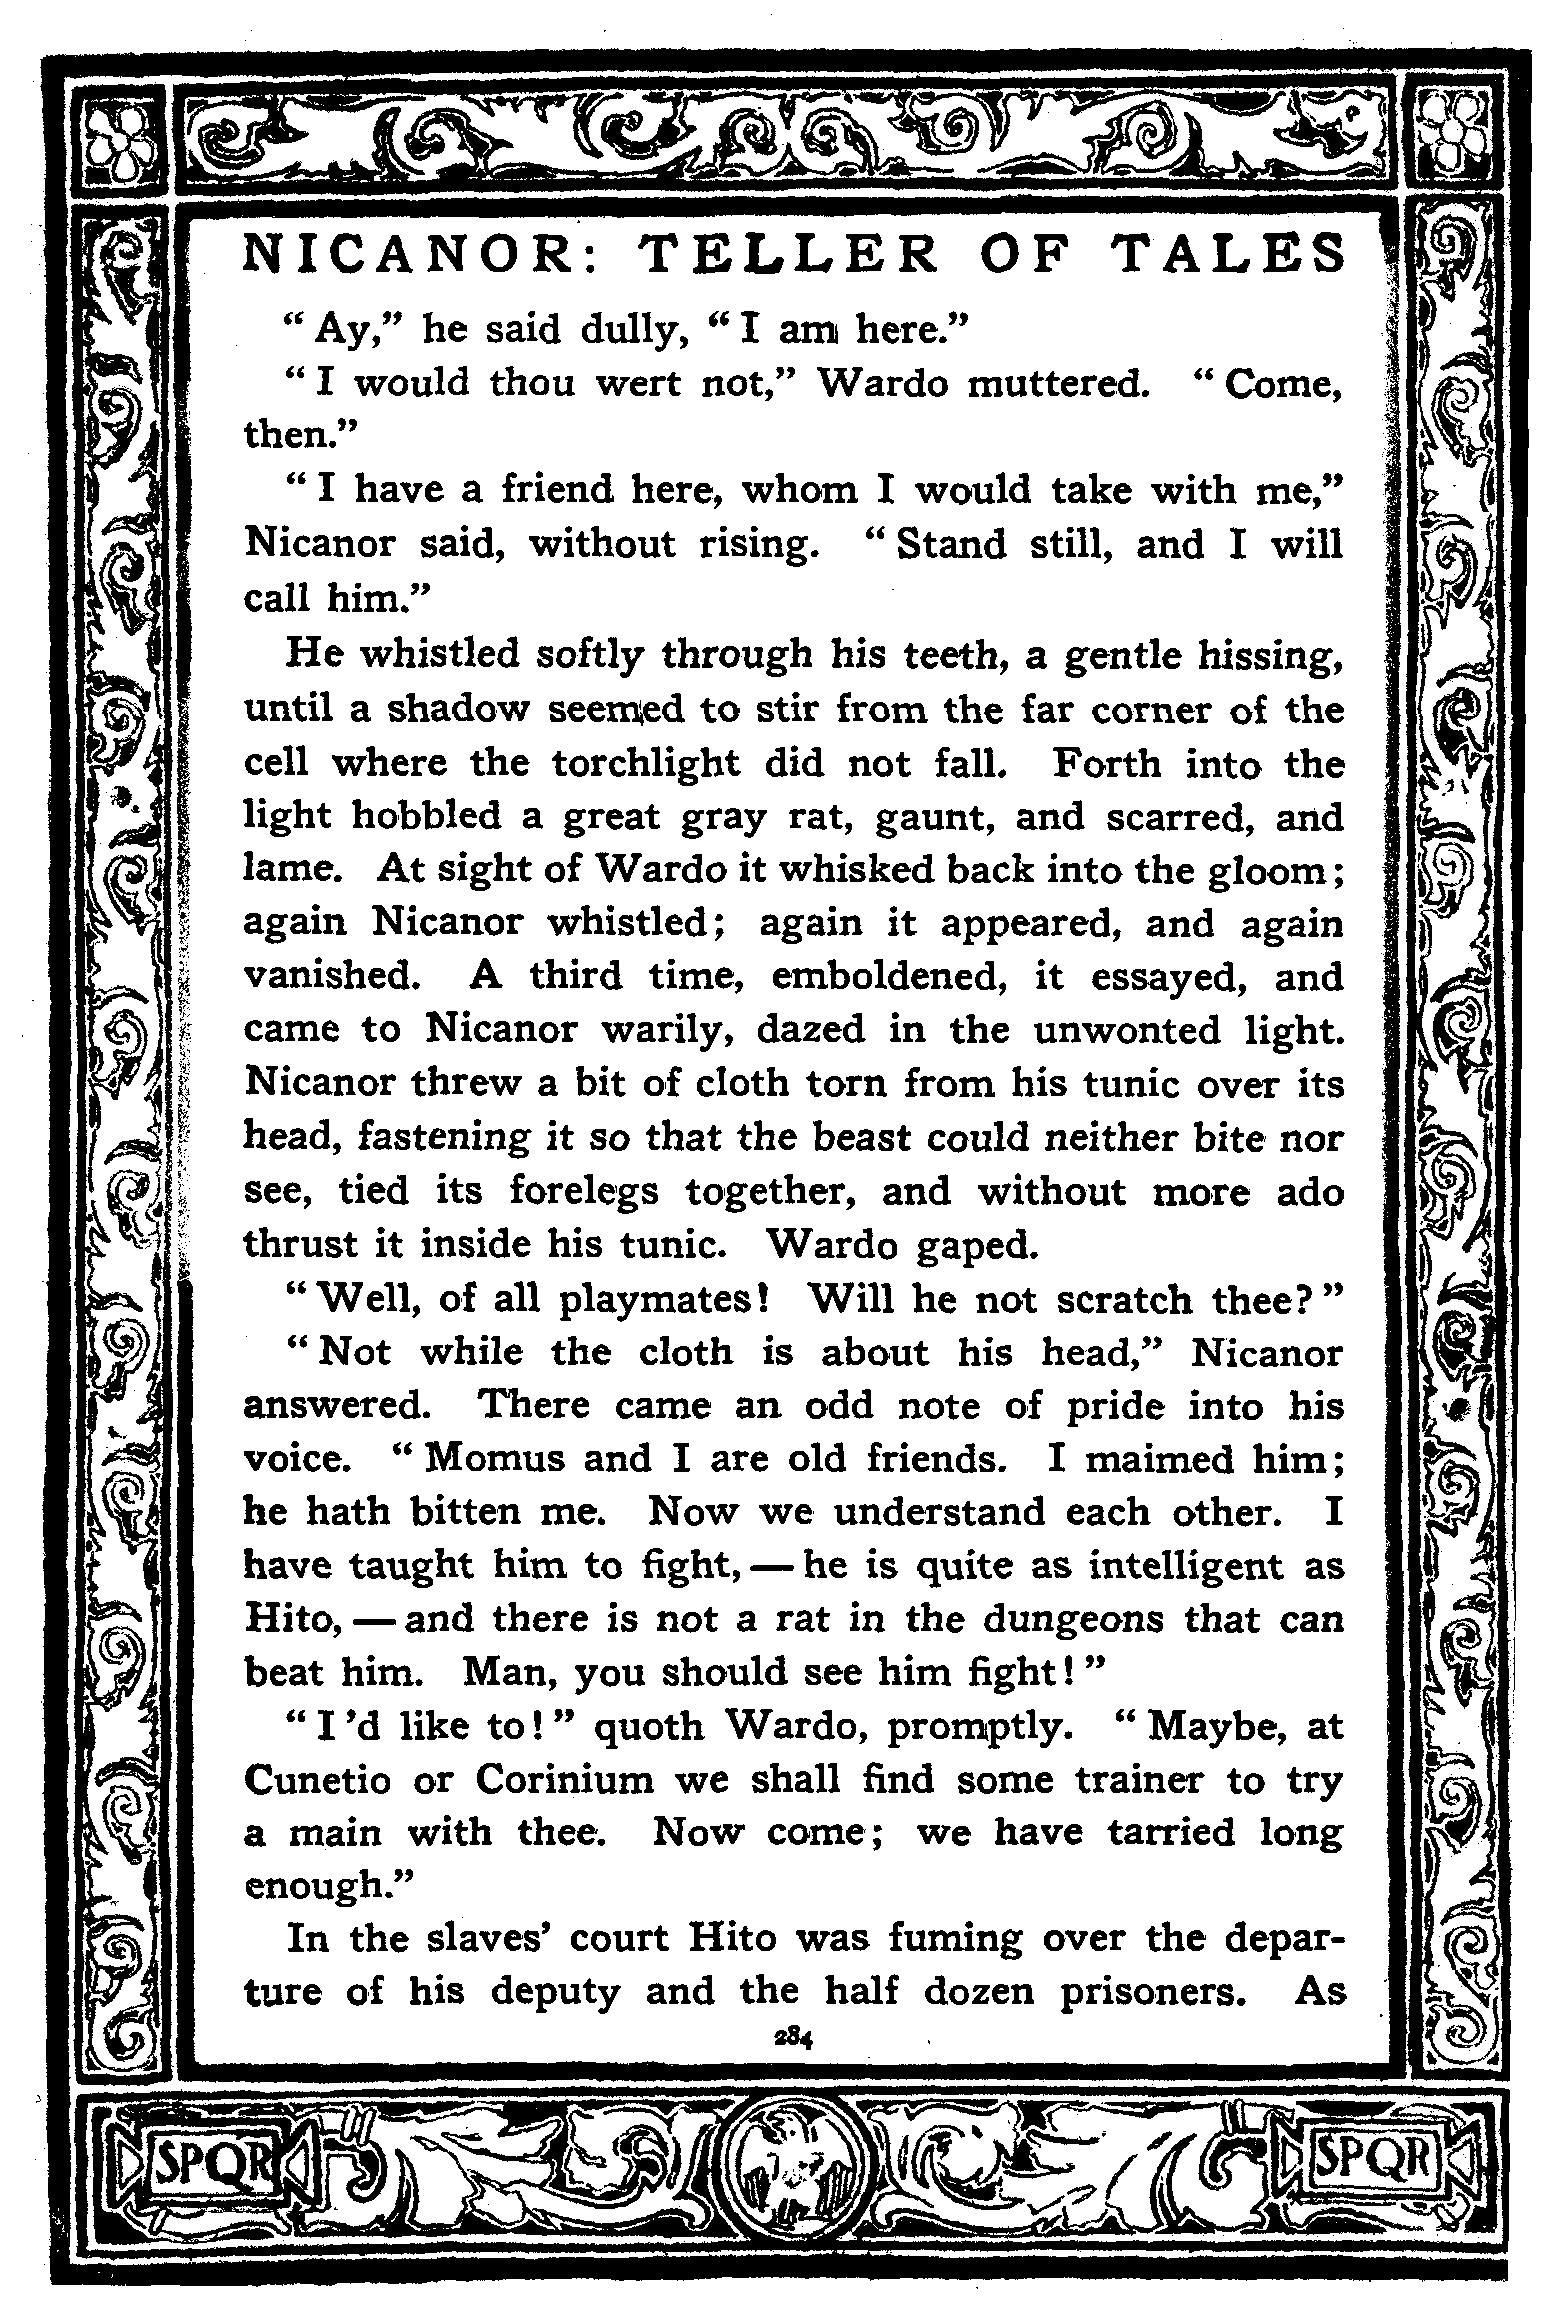 NICANOR: TELLER OF TALES
“Ay,” he said dully, “I am here.”
“I would thou wert not,” Wardo muttered. “Come,
then.”
“I have a friend here, whom I would take with me,”
Nicanor said, without rising. “Stand still, and I will
call him.”
He whistled softly through his teeth, a gentle hissing,
until a shadow seemed to stir from the far corner of the
cell where the torchlight did not fall. Forth into the
light hobbled a great gray rat, gaunt, and scarred, and
lame. At sight of Wardo it whisked back into the gloom;
again Nicanor whistled; again it appeared, and again
vanished. A third time, emboldened, it essayed, and
came to Nicanor warily, dazed in the unwonted light.
Nicanor threw a bit of cloth torn from his tunic over its
head, fastening it so that the beast could neither bite nor
see, tied its forelegs together, and without more ado
thrust it inside his tunic. Wardo gaped.
“Well, of all playmates! Will he not scratch thee?”
“Not while the cloth is about his head,” Nicanor
answered. There came an odd note of pride into his
voice. “Momus and I are old friends. I maimed him;
he hath bitten me. Now we understand each other. I
have taught him to fight,—he is quite as intelligent as
Hito,—and there is not a rat in the dungeons that can
beat him. Man, you should see him fight!”
“I’d like to!” quoth Wardo, promptly. “Maybe, at
Cunetio or Corinium we shall find some trainer to try
a main with thee. Now come; we have tarried long
enough.”
In the slaves’ court Hito was fuming over the depar-
ture of his deputy and the half dozen prisoners. As
284
SPQR SPQR